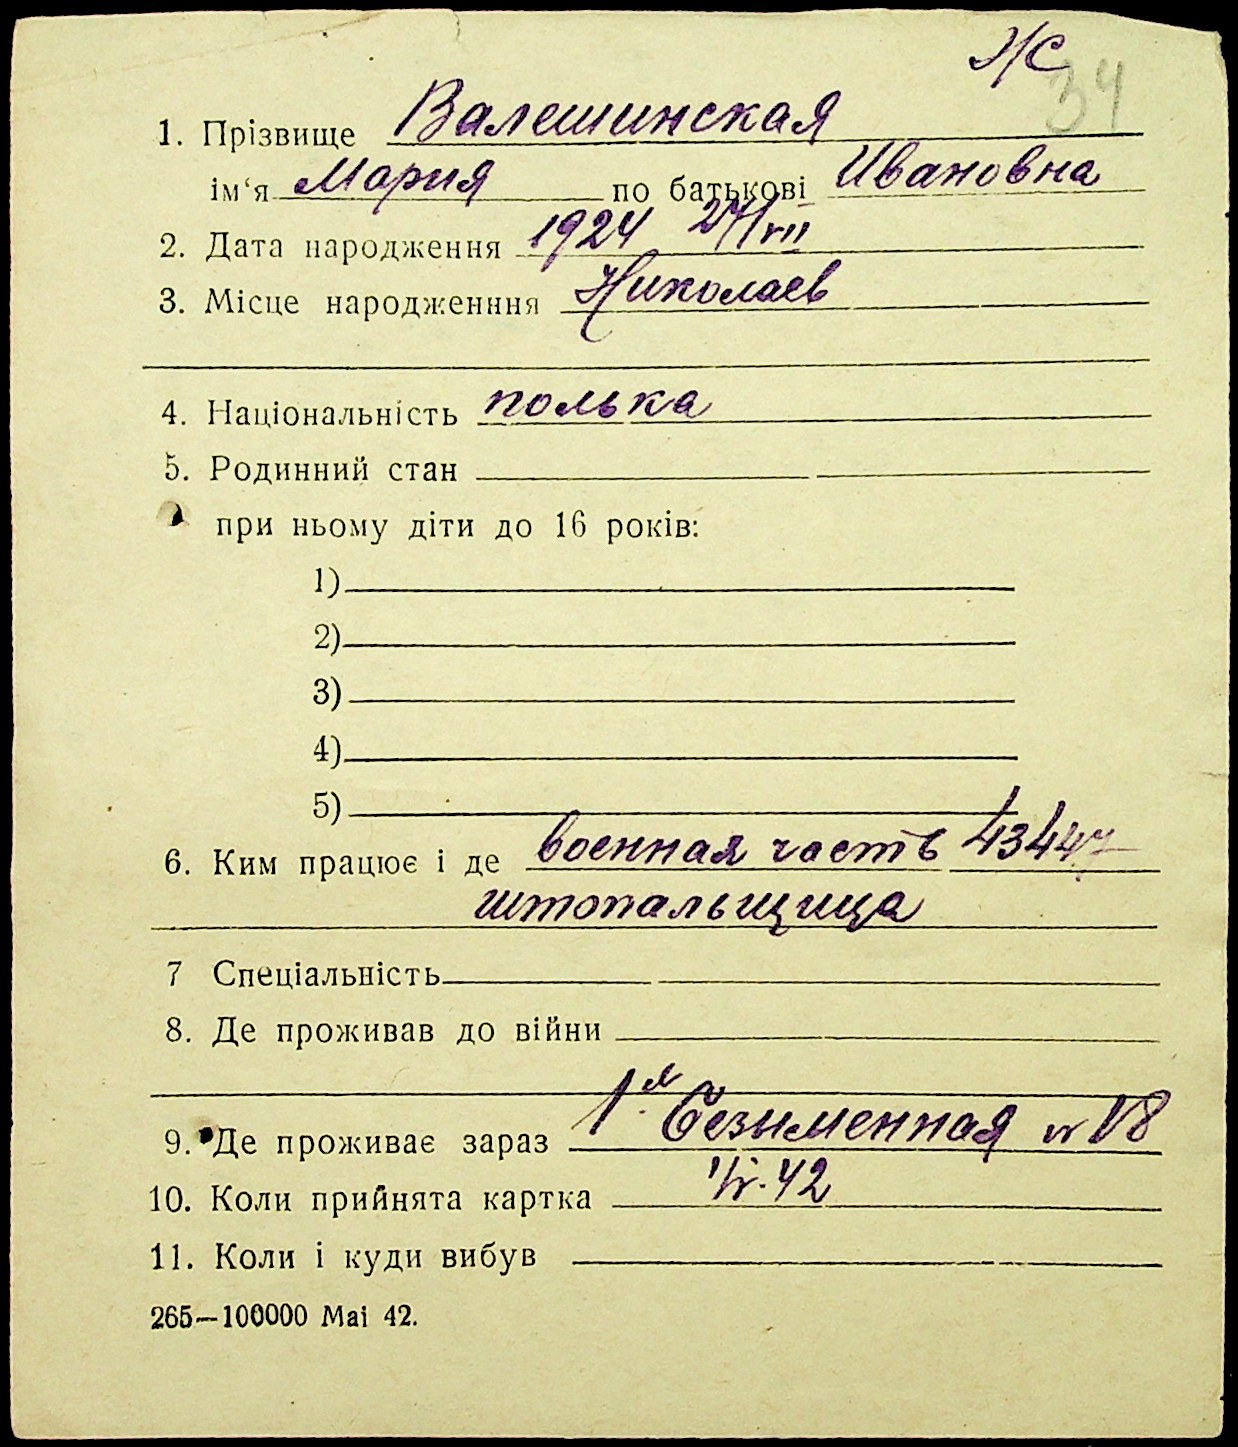 Ж
34
1. Прізвище Валешинская
ім‘я Мария по батькові Ивановна
2. Дата народження 1924 24/VII
3. Місце народженння Николаев
4. Національність полька
5. Родинний стан
при ньому діти до 16 років:
1)
2)
3)
4)
5)
6. Ким працює і де военная часть 43447
штопальщица
7 Спеціальність
8. Де проживав до війни
9. Де проживає зараз 1я Безыменная № 18
10. Коли прийнята картка
11. Коли і куди вибув
265—100000 Mai 42.